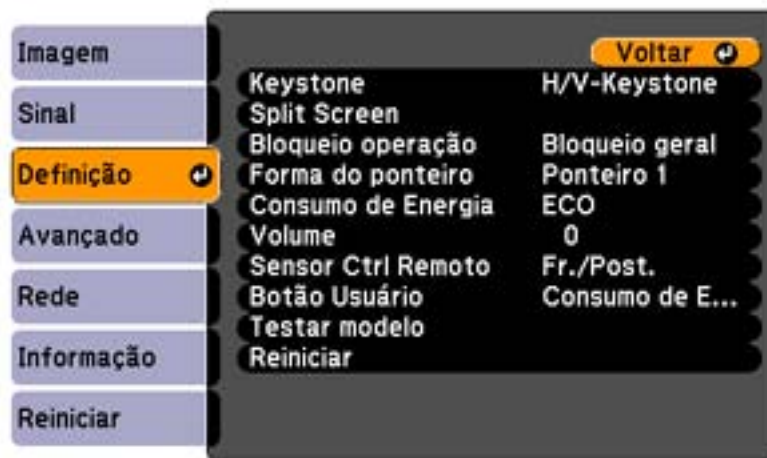 Imagem
Sinal
Definição
Avançado
Rede
Informação
Reiniciar
Voltar
Keystone H/V-Keystone
Split Screen
Bloqueio operação Bloqueio geral
Forma do ponteiro Ponteiro 1
Consumo de Energia ECO
Volume 0
Sensor Ctrl Remoto Fr./Post.
Botão Usuário Consumo de E...
Testar modelo
Reiniciar